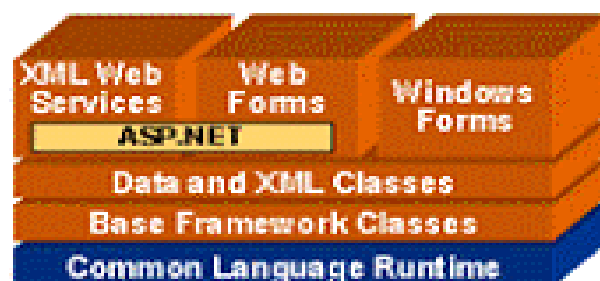 XML Web
Services
Web
Forms
Windows
Forms
ASP.NET
Data and XML Classes
Base Framework Classes
Common Language Runtime